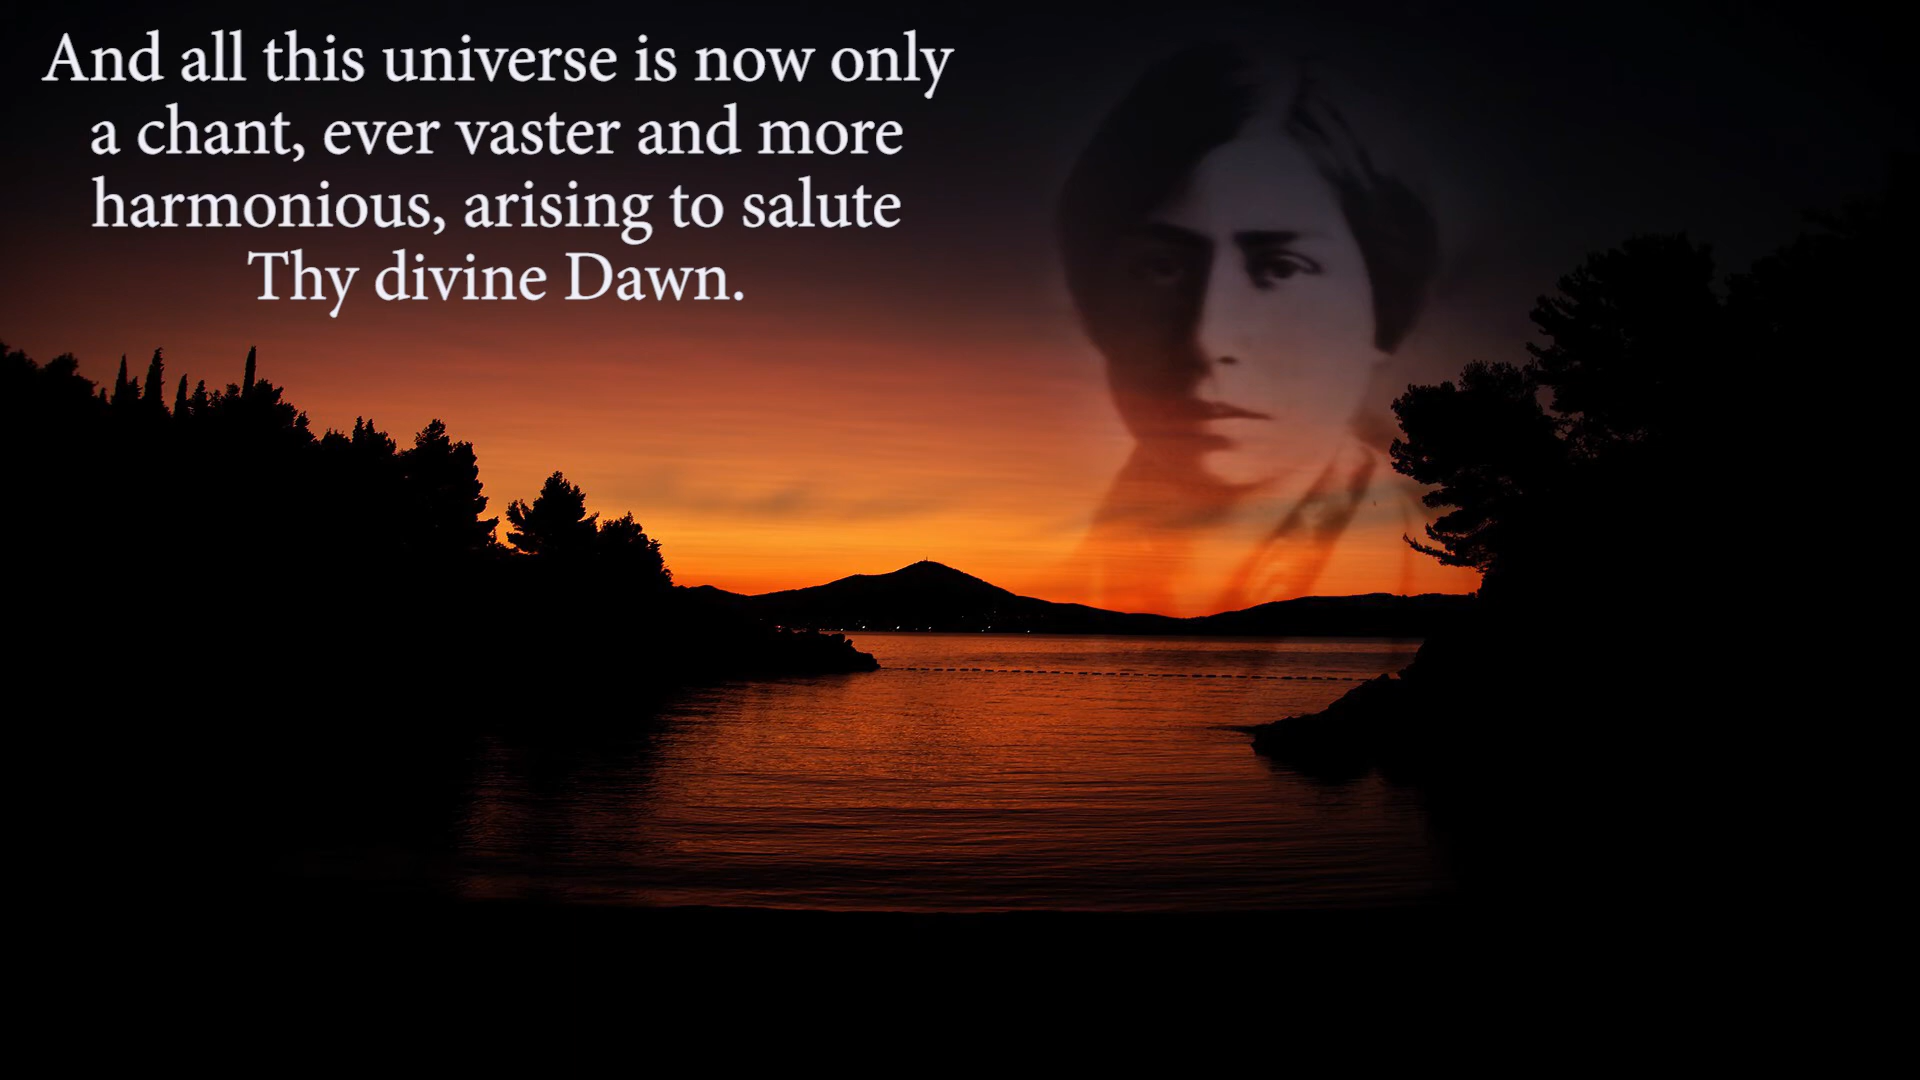 And all this universe is now only
a chant, ever vaster and more
harmonious, arising to salute
Thy divine Dawn.